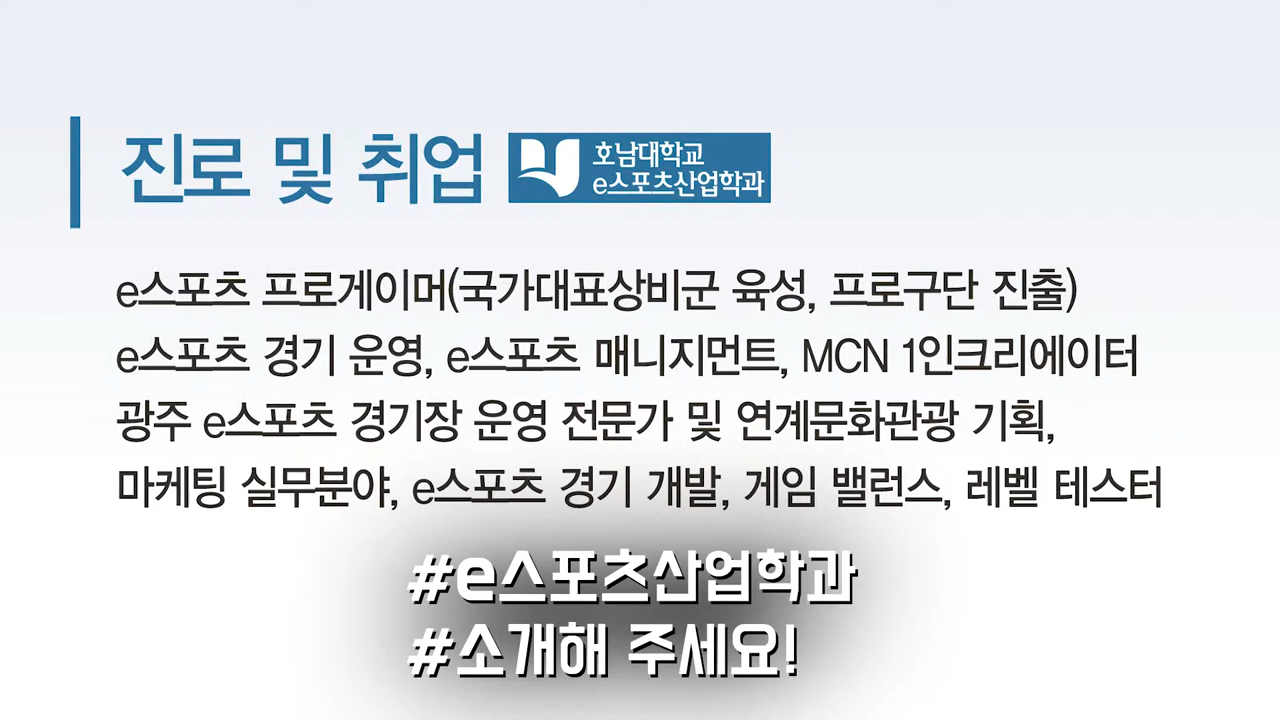 진로 및 취업
호남대학교
e스포츠산업학과
e스포츠 프로게이머(국가대표상비군 육성, 프로구단 진출)
e스포츠 경기 운영, e스포츠 매니지먼트, MCN 1인크리에이터
광주 e스포츠 경기장 운영 전문가 및 연계문화관광 기획,
마케팅 실무분야, e스포츠 경기 개발, 게임 밸런스, 레벨 테스터
#e스포츠산업학과
#소개해 주세요!